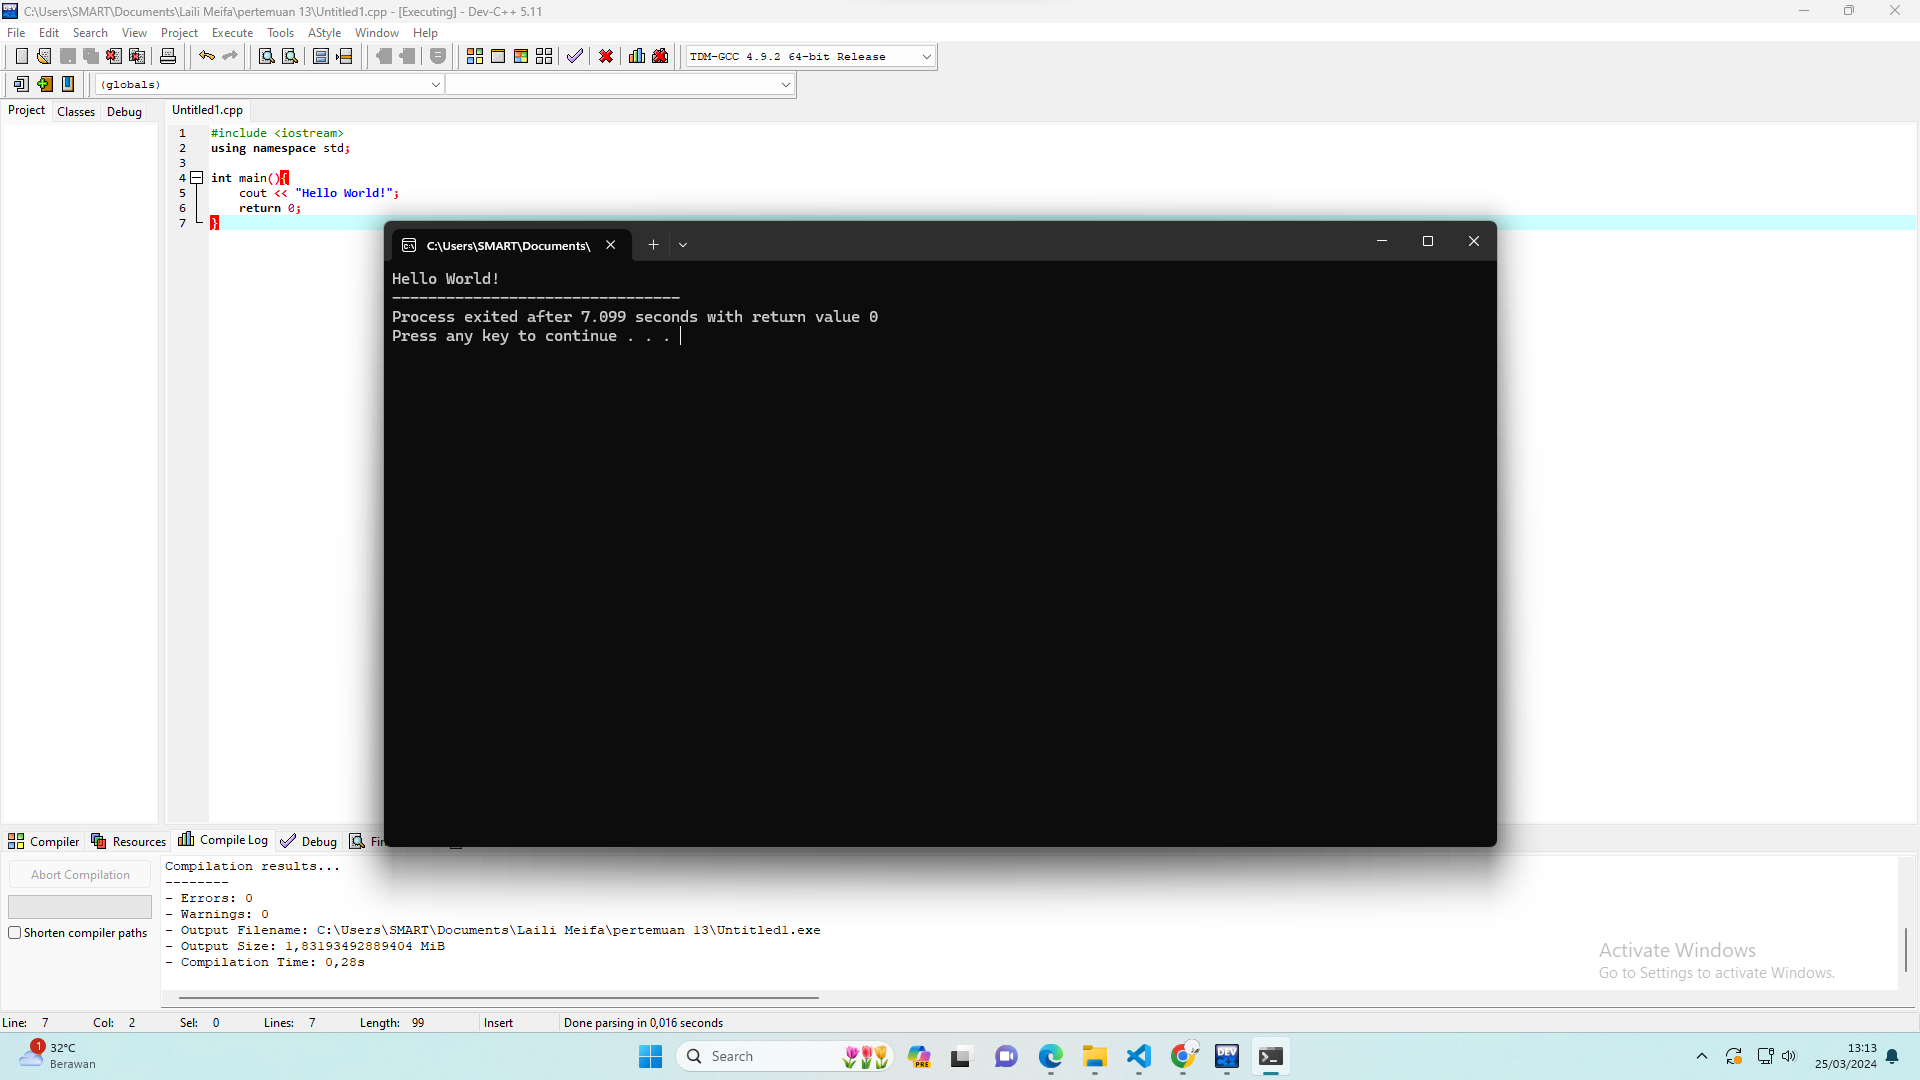 C:\Users\SMART\Documents\Laili Meifa\pertemuan 13\Untitled1.cpp - [Executing] - Dev-C++ 5.11
File Edit Search View Project Execute Tools AStyle Window Help
TDM-GCC 4.9.2 64-bit Release
(globals)
Project Classes Debug
Untitled1.cpp
1 #include <iostream>
2 using namespace std;
3
4 int main(){
5 cout << "Hello World!";
6 return 0;
7 }
C:\Users\SMART\Documents\
Hello World!
--------------------------------
Process exited after 7.099 seconds with return value 0
Press any key to continue . . .
Compiler Resources Compile Log Debug
Abort Compilation
Shorten compiler paths
Compilation results...
--------
- Errors: 0
- Warnings: 0
- Output Filename: C:\Users\SMART\Documents\Laili Meifa\pertemuan 13\Untitled1.exe
- Output Size: 1,83193492889404 MiB
- Compilation Time: 0,28s
Activate Windows
Go to Settings to activate Windows.
Line: 7 Col: 2 Sel: 0 Lines: 7 Length: 99 Insert Done parsing in 0,016 seconds
1
32°C
Berawan
Search
PRE
DEV
13:13
25/03/2024